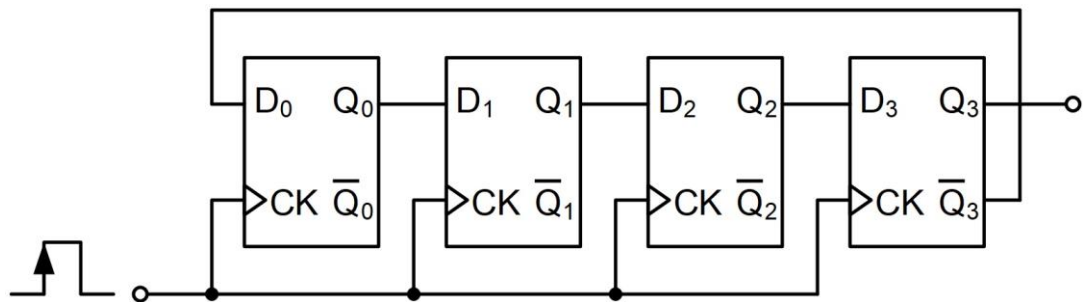 D₀ Q₀ D₁ Q₁ D₂ Q₂ D₃ Q₃
CK Q̅₀ CK Q̅₁ CK Q̅₂ CK Q̅₃